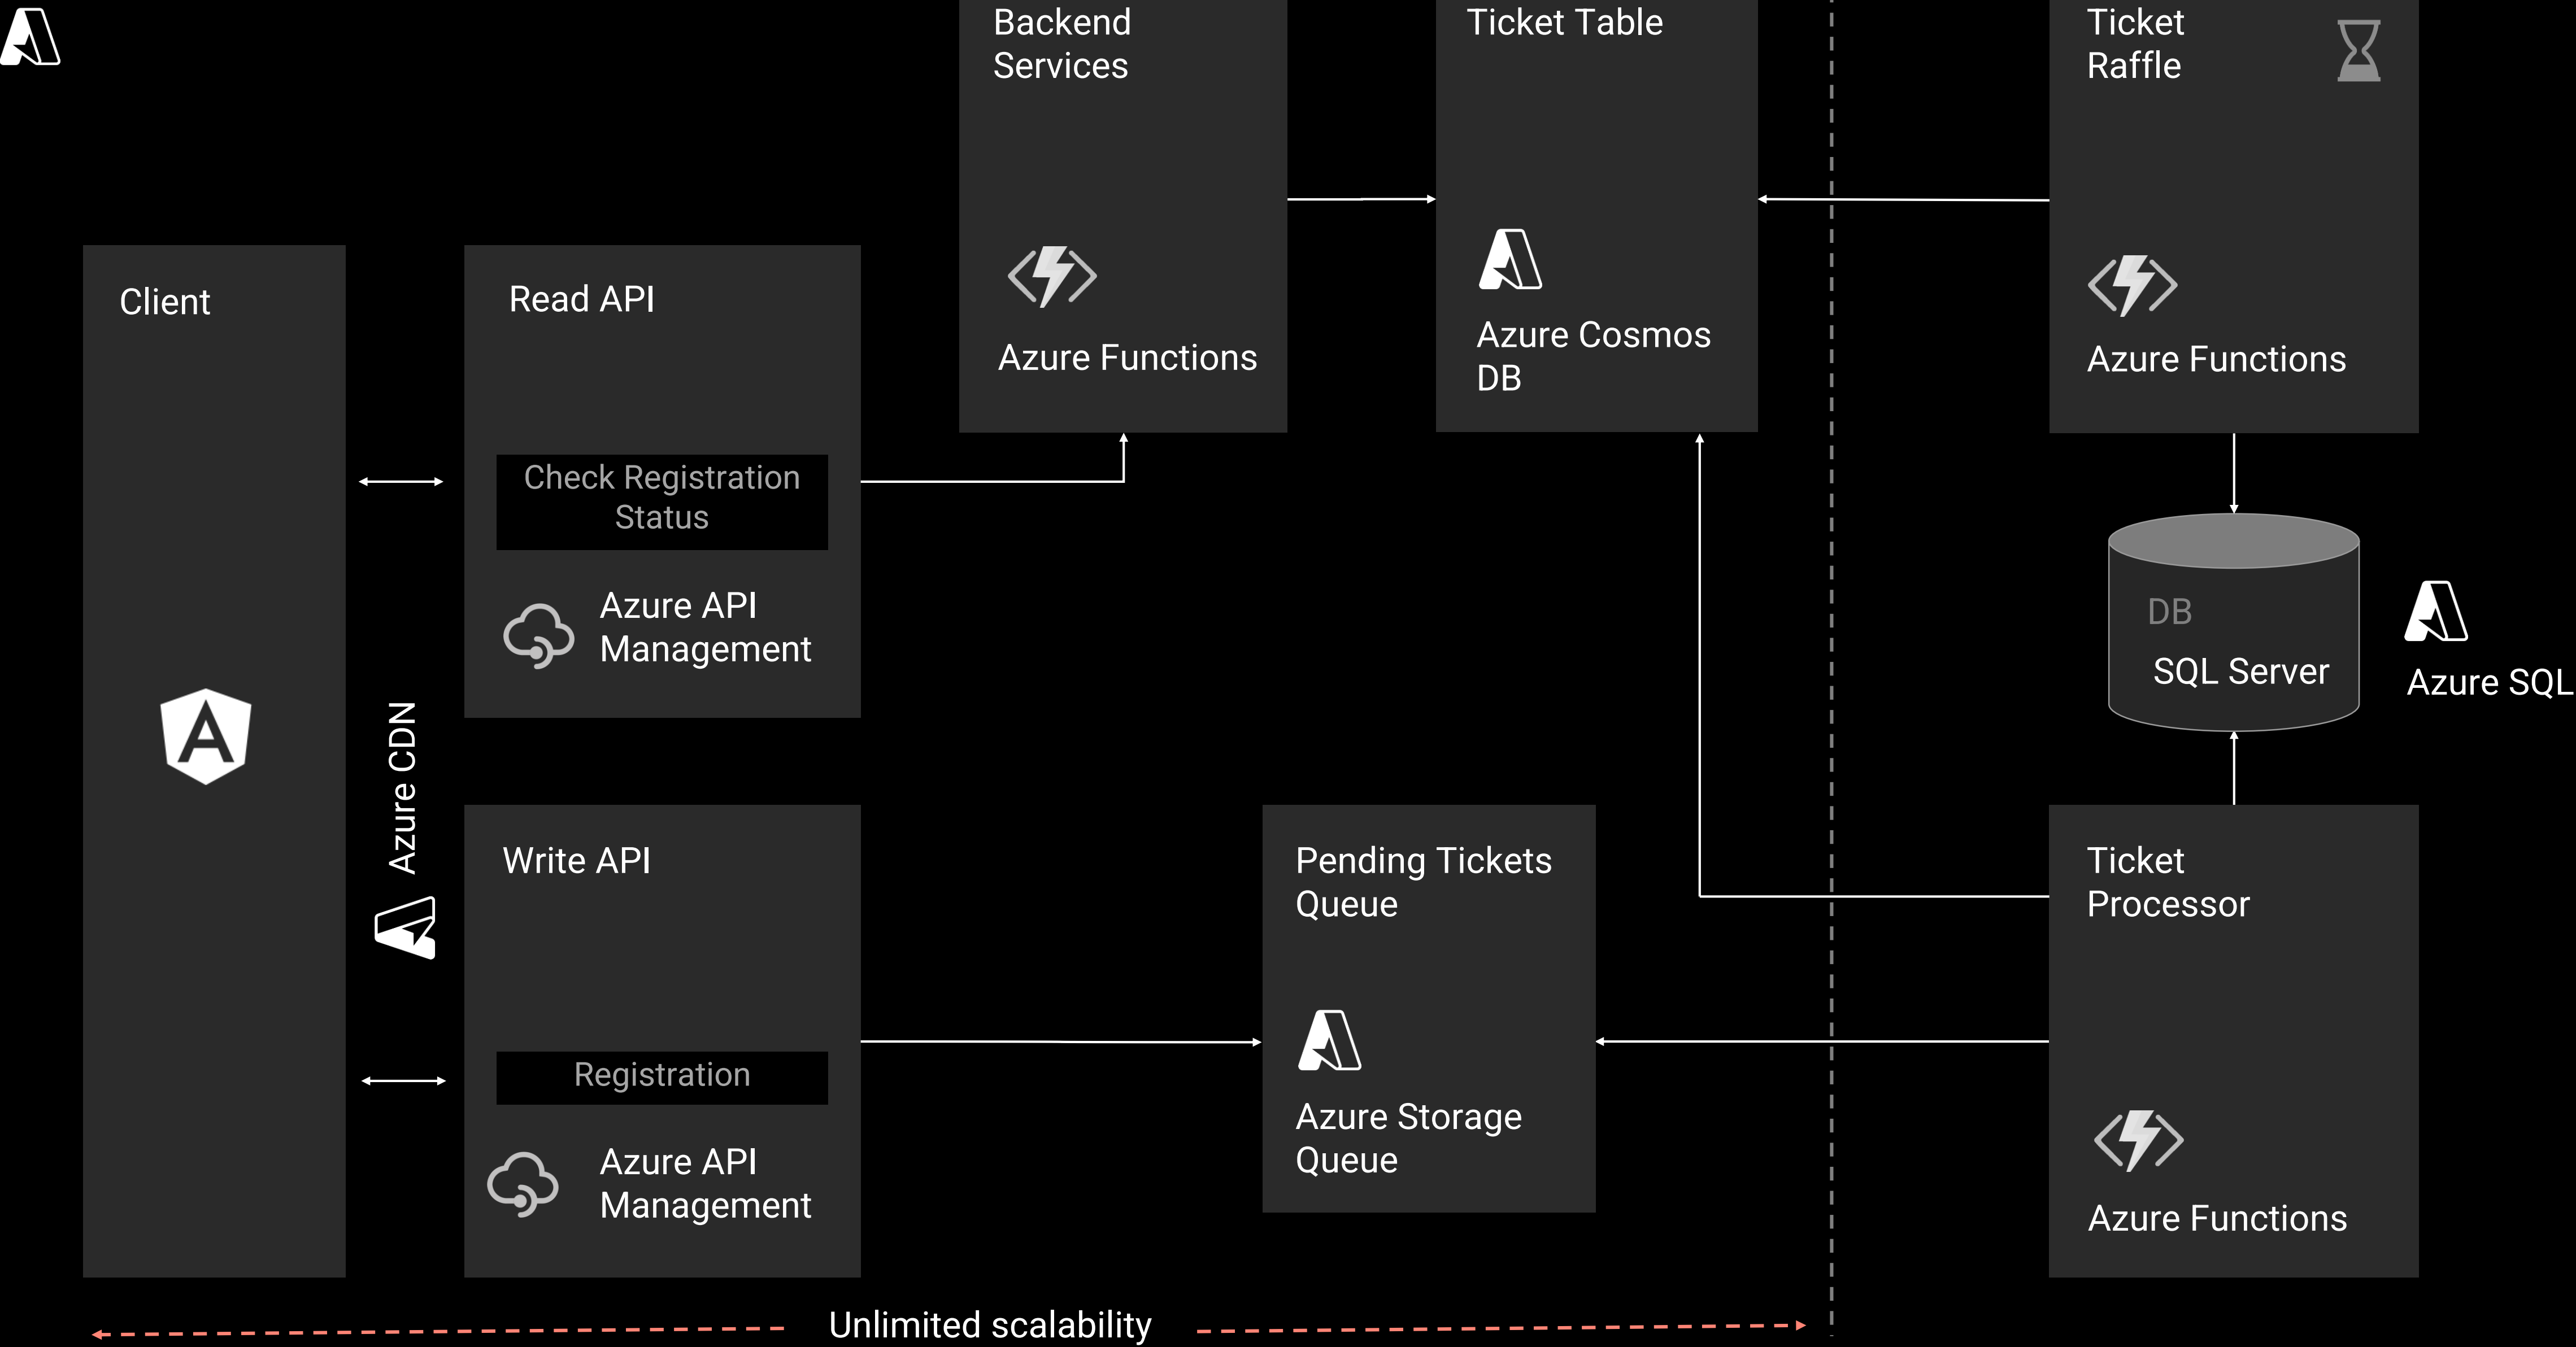 Backend
Services
Azure Functions
Ticket Table
Azure Cosmos
DB
Ticket
Raffle
Azure Functions
Client
Read API
Check Registration
Status
Azure API
Management
Azure CDN
DB
SQL Server
Azure SQL
Write API
Registration
Azure API
Management
Pending Tickets
Queue
Azure Storage
Queue
Ticket
Processor
Azure Functions
Unlimited scalability